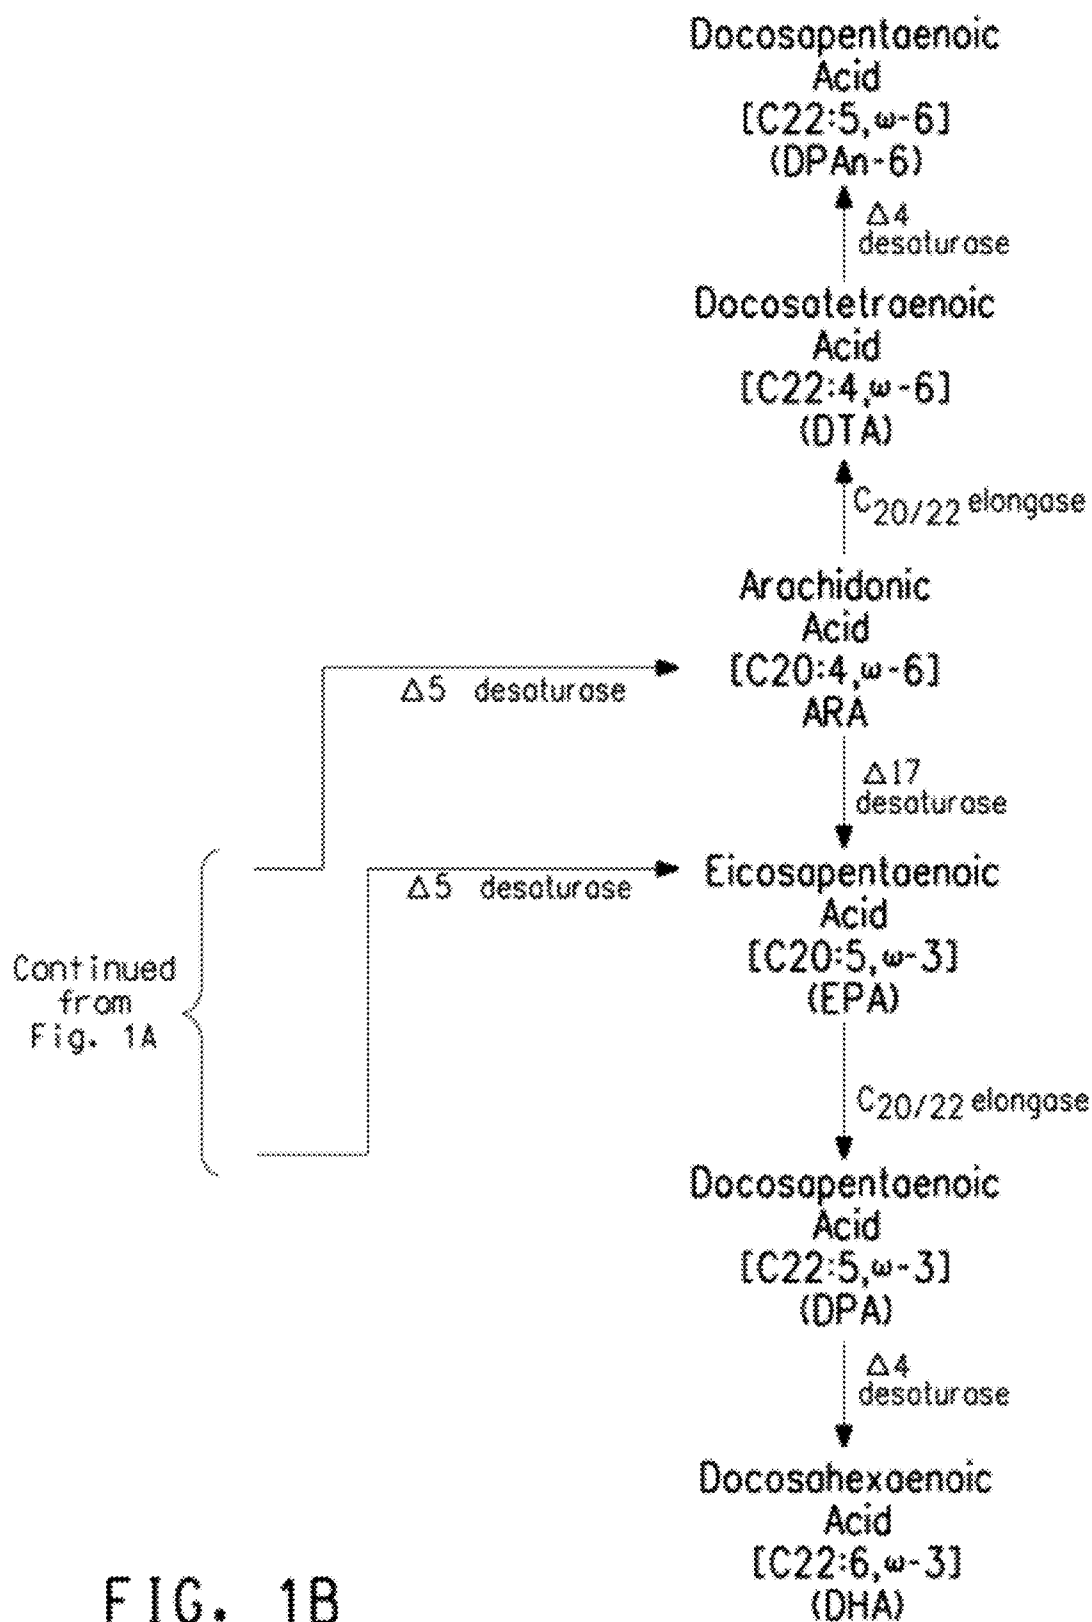 Docosapentaenoic
Acid
[C22:5,ω-6]
(DPAn-6)
Δ4
desaturase
Docosatetraenoic
Acid
[C22:4,ω-6]
(DTA)
C20/22 elongase
Arachidonic
Acid
[C20:4,ω-6]
ARA
Δ5 desaturase
Δ17
desaturase
Eicosapentaenoic
Acid
[C20:5,ω-3]
(EPA)
Δ5 desaturase
Continued
from
Fig. 1A
C20/22 elongase
Docosapentaenoic
Acid
[C22:5,ω-3]
(DPA)
Δ4
desaturase
Docosahexaenoic
Acid
[C22:6,ω-3]
(DHA)
FIG. 1B